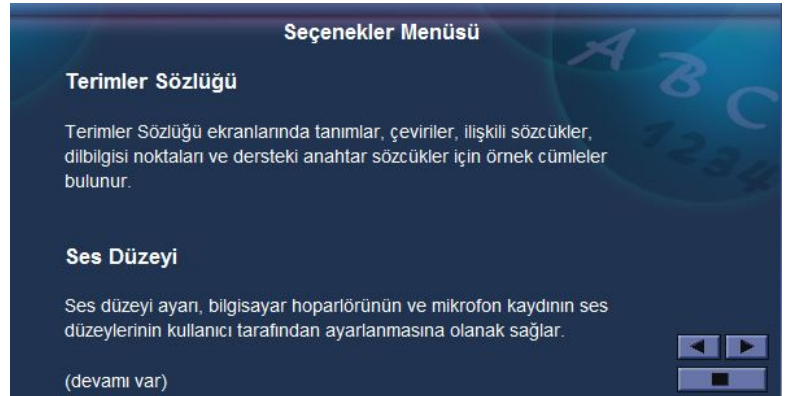 Seçenekler Menüsü
Terimler Sözlüğü
Terimler Sözlüğü ekranlarında tanımlar, çeviriler, ilişkili sözcükler,
dilbilgisi noktaları ve dersteki anahtar sözcükler için örnek cümleler
bulunur.
Ses Düzeyi
Ses düzeyi ayarı, bilgisayar hoparlörünün ve mikrofon kaydının ses
düzeylerinin kullanıcı tarafından ayarlanmasına olanak sağlar.
(devamı var)
A B C
1234